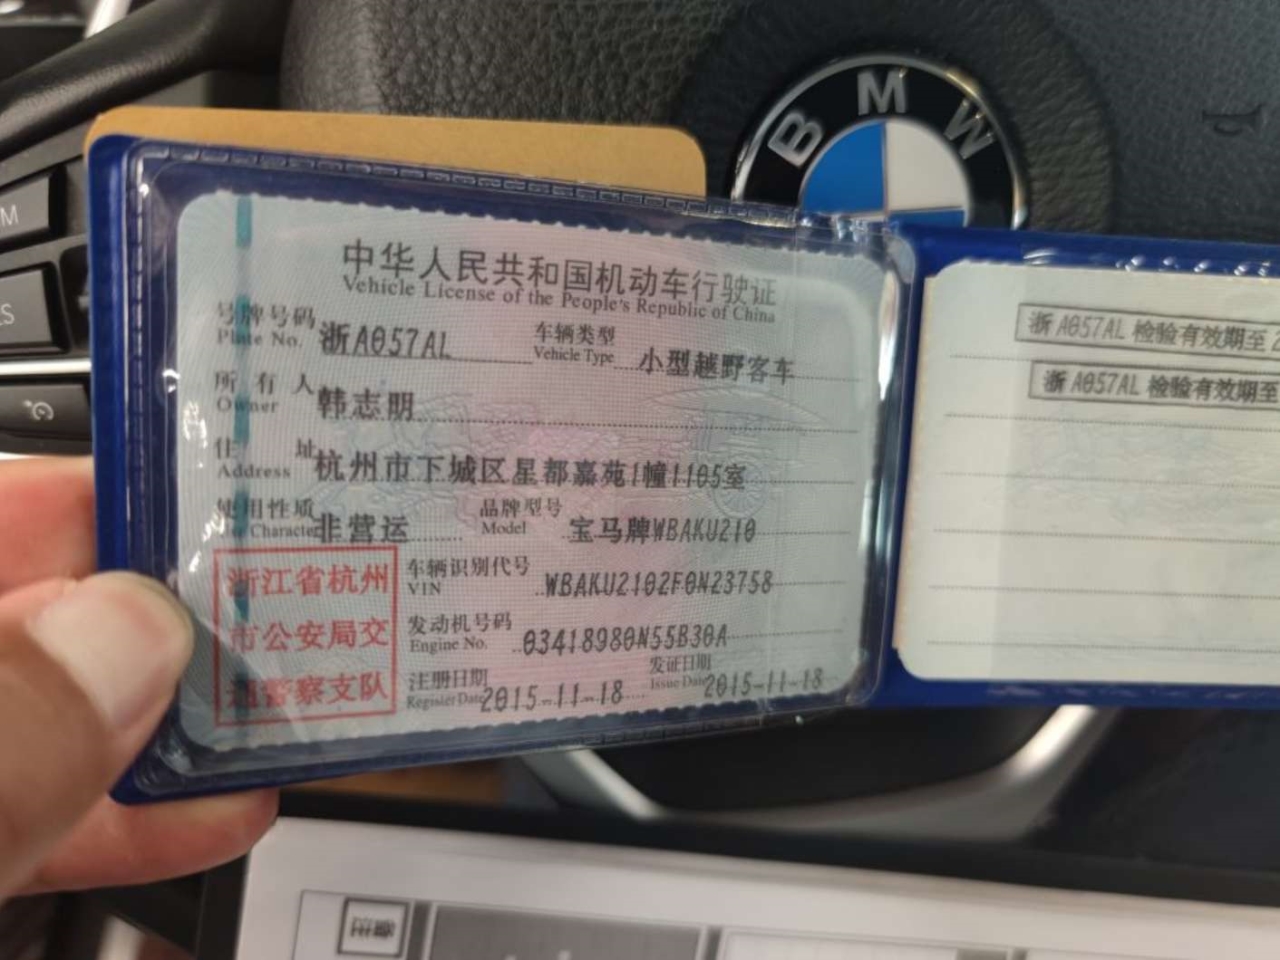 BMW
中华人民共和国机动车行驶证
Vehicle License of the People's Republic of China
号牌号码 浙A057AL 车辆类型 小型越野客车
Plate No. Vehicle Type
所有人 韩志明
Owner
住址 杭州市下城区星都嘉苑1幢1105室
Address
使用性质 非营运 品牌型号 宝马牌WBAKU210
Character Model
浙江省杭州
市公安局交
通警察支队
车辆识别代号 WBAKU2102F0N23758
VIN
发动机号码 03418980N55B30A
Engine No.
注册日期 2015-11-18 发证日期 2015-11-18
Register Date Issue Date
浙A057AL 检验有效期至2
浙A057AL 检验有效期至